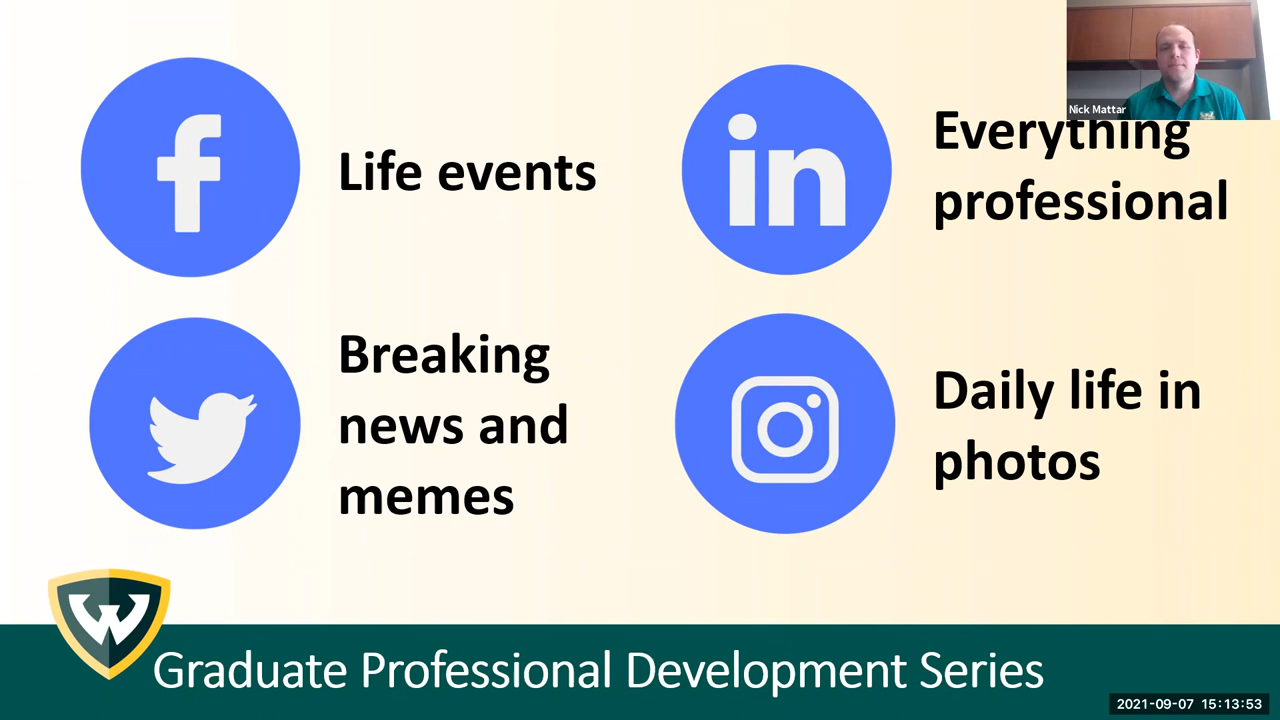 Life events
Everything
professional
Nick Mattar
Breaking
news and
memes
Daily life in
photos
W
Graduate Professional Development Series
2021-09-07 15:13:53